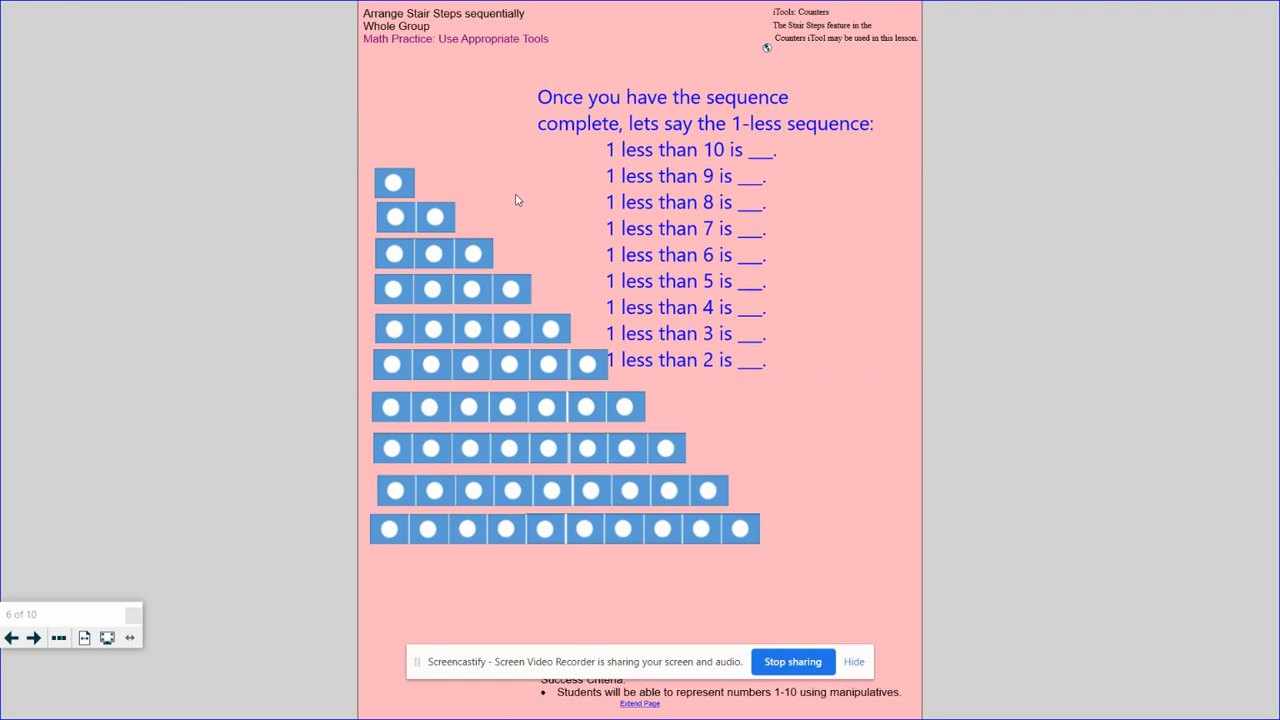 Arrange Stair Steps sequentially
Whole Group
Math Practice: Use Appropriate Tools
iTools: Counters
The Stair Steps feature in the
Counters iTool may be used in this lesson.
Once you have the sequence
complete, lets say the 1-less sequence:
1 less than 10 is ___.
1 less than 9 is ___.
1 less than 8 is ___.
1 less than 7 is ___.
1 less than 6 is ___.
1 less than 5 is ___.
1 less than 4 is ___.
1 less than 3 is ___.
1 less than 2 is ___.
6 of 10
Screencastify - Screen Video Recorder is sharing your screen and audio.
Stop sharing
Hide
Success Criteria:
• Students will be able to represent numbers 1-10 using manipulatives.
Extend Page